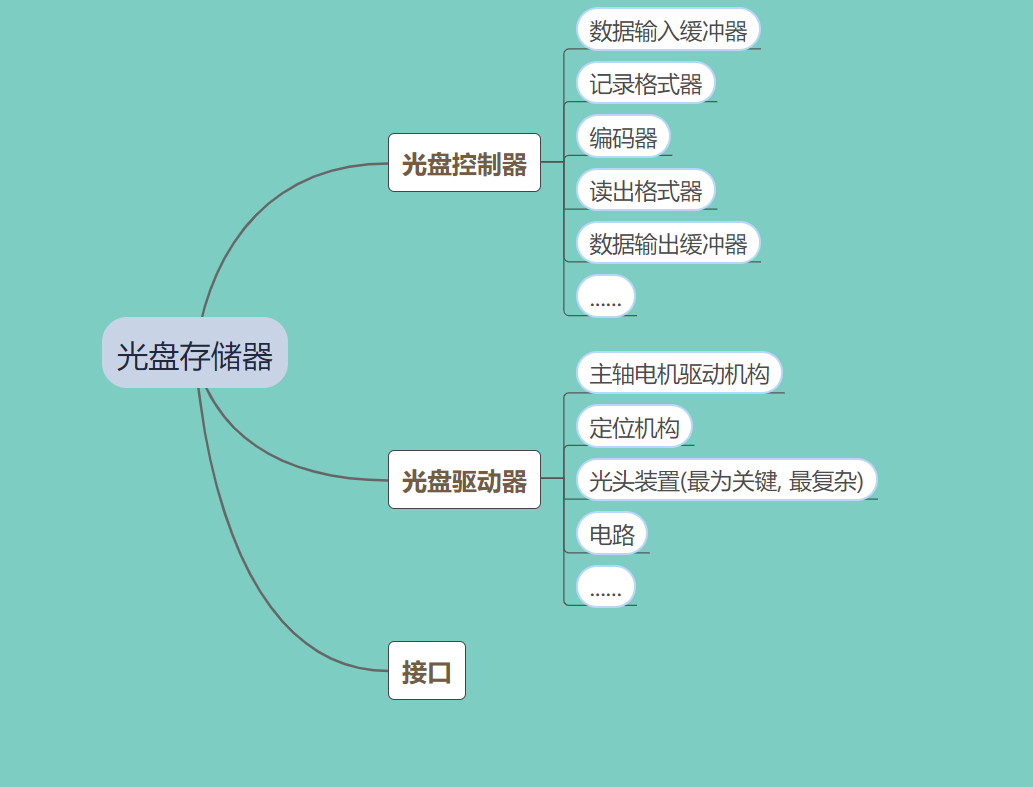 数据输入缓冲器
记录格式器
编码器
光盘控制器
读出格式器
数据输出缓冲器
......
光盘存储器
主轴电机驱动机构
定位机构
光盘驱动器
光头装置(最为关键, 最复杂)
电路
......
接口